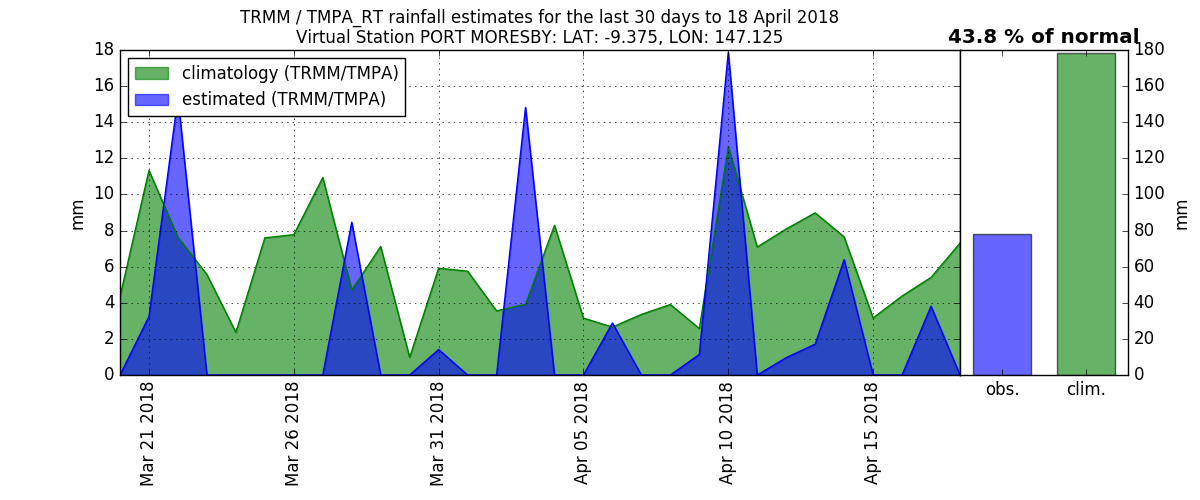 TRMM / TMPA_RT rainfall estimates for the last 30 days to 18 April 2018
Virtual Station PORT MORESBY: LAT: -9.375, LON: 147.125
43.8 % of normal
climatology (TRMM/TMPA)
estimated (TRMM/TMPA)
18
16
14
12
10
8
6
4
2
0
mm
Mar 21 2018
Mar 26 2018
Mar 31 2018
Apr 05 2018
Apr 10 2018
Apr 15 2018
obs.
clim.
180
160
140
120
100
80
60
40
20
0
mm